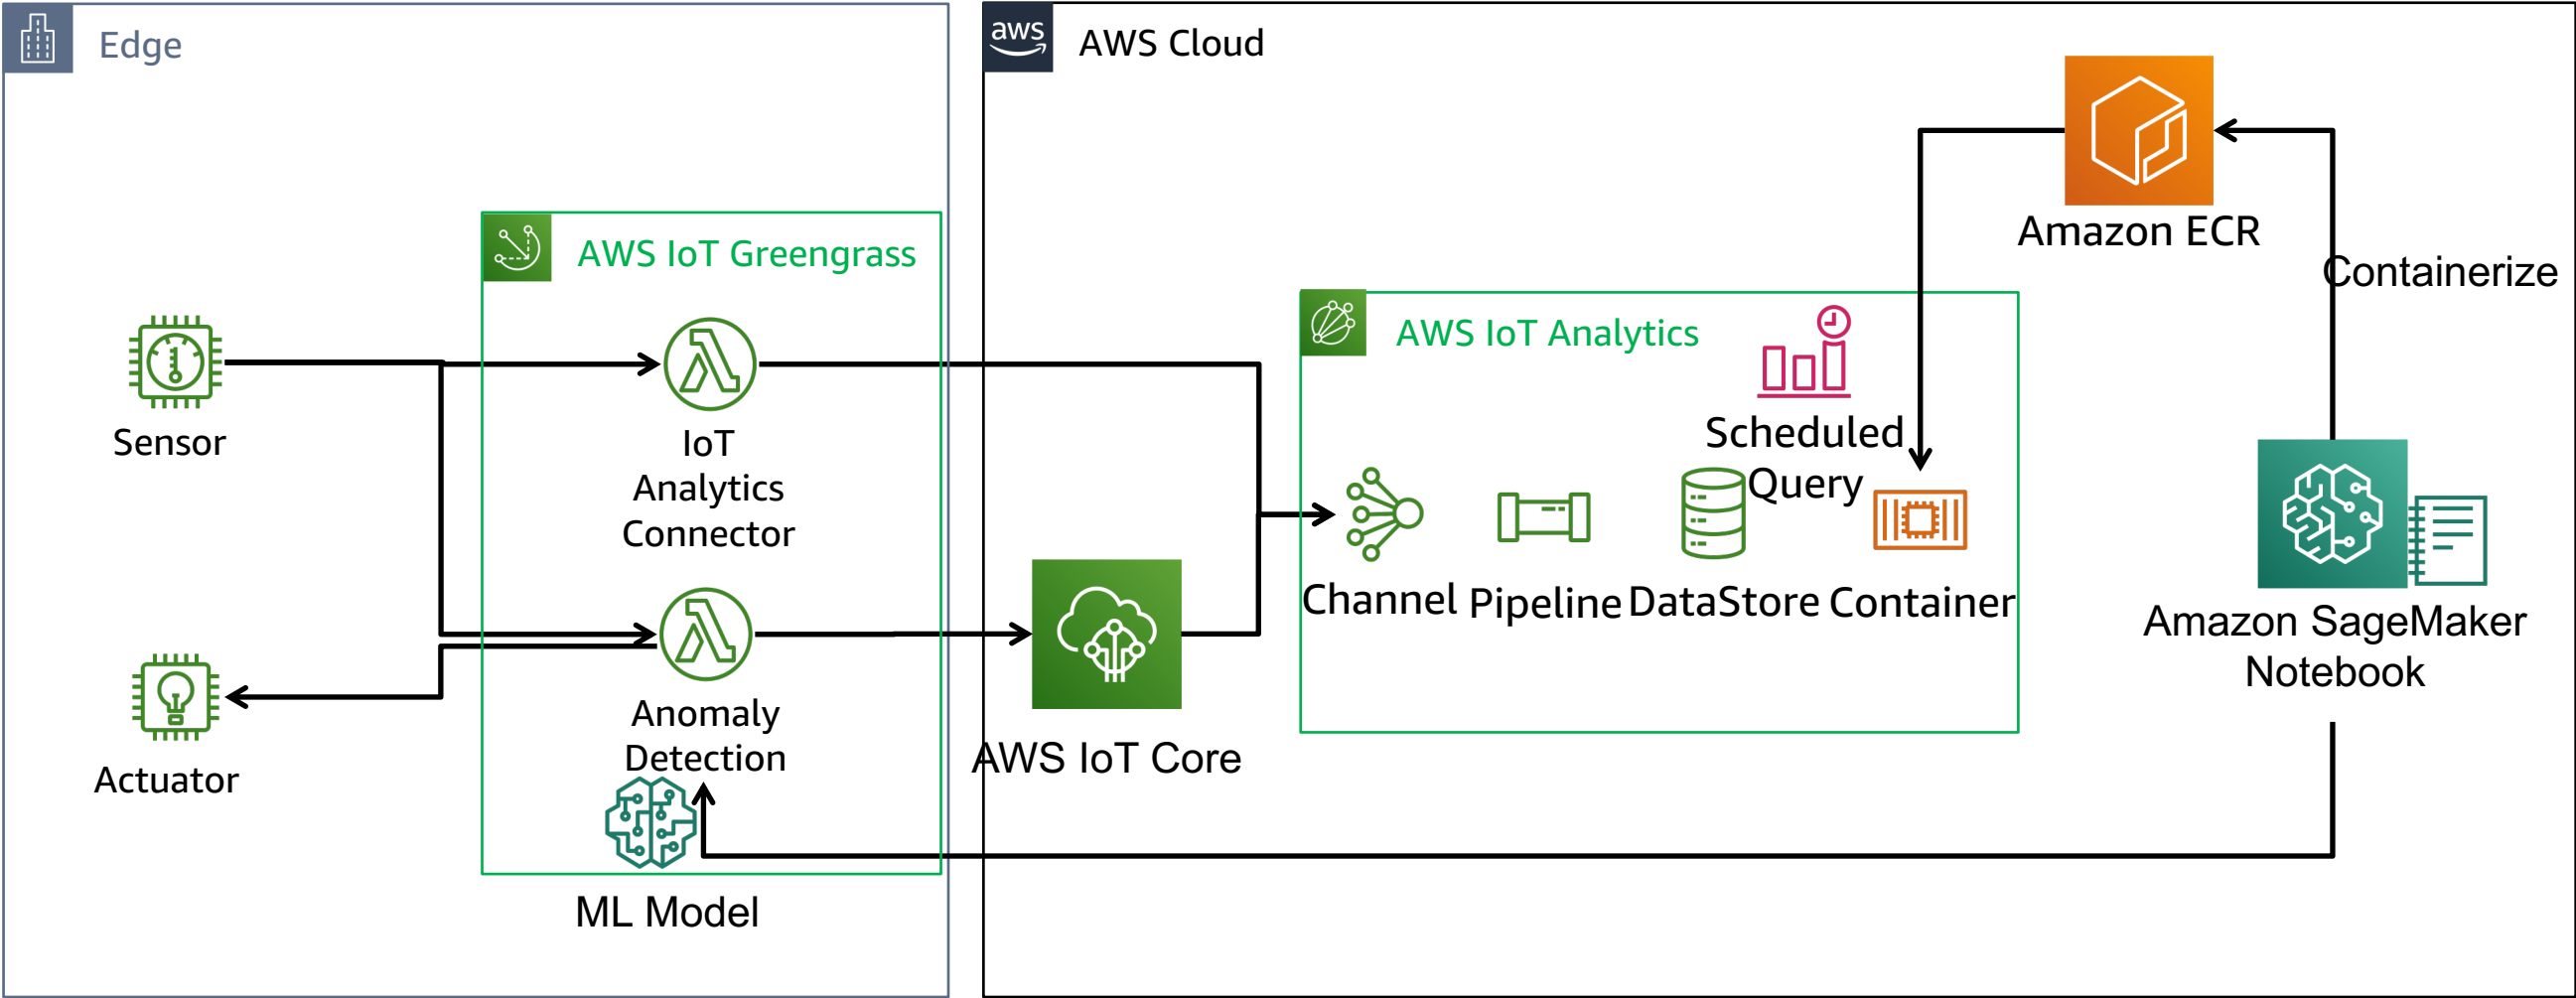 Edge
aws
AWS Cloud
Amazon ECR
Containerize
AWS IoT Greengrass
AWS IoT Analytics
Sensor
IoT
Analytics
Connector
Scheduled
Query
Channel
Pipeline
DataStore
Container
Amazon SageMaker
Notebook
Actuator
Anomaly
Detection
AWS IoT Core
ML Model